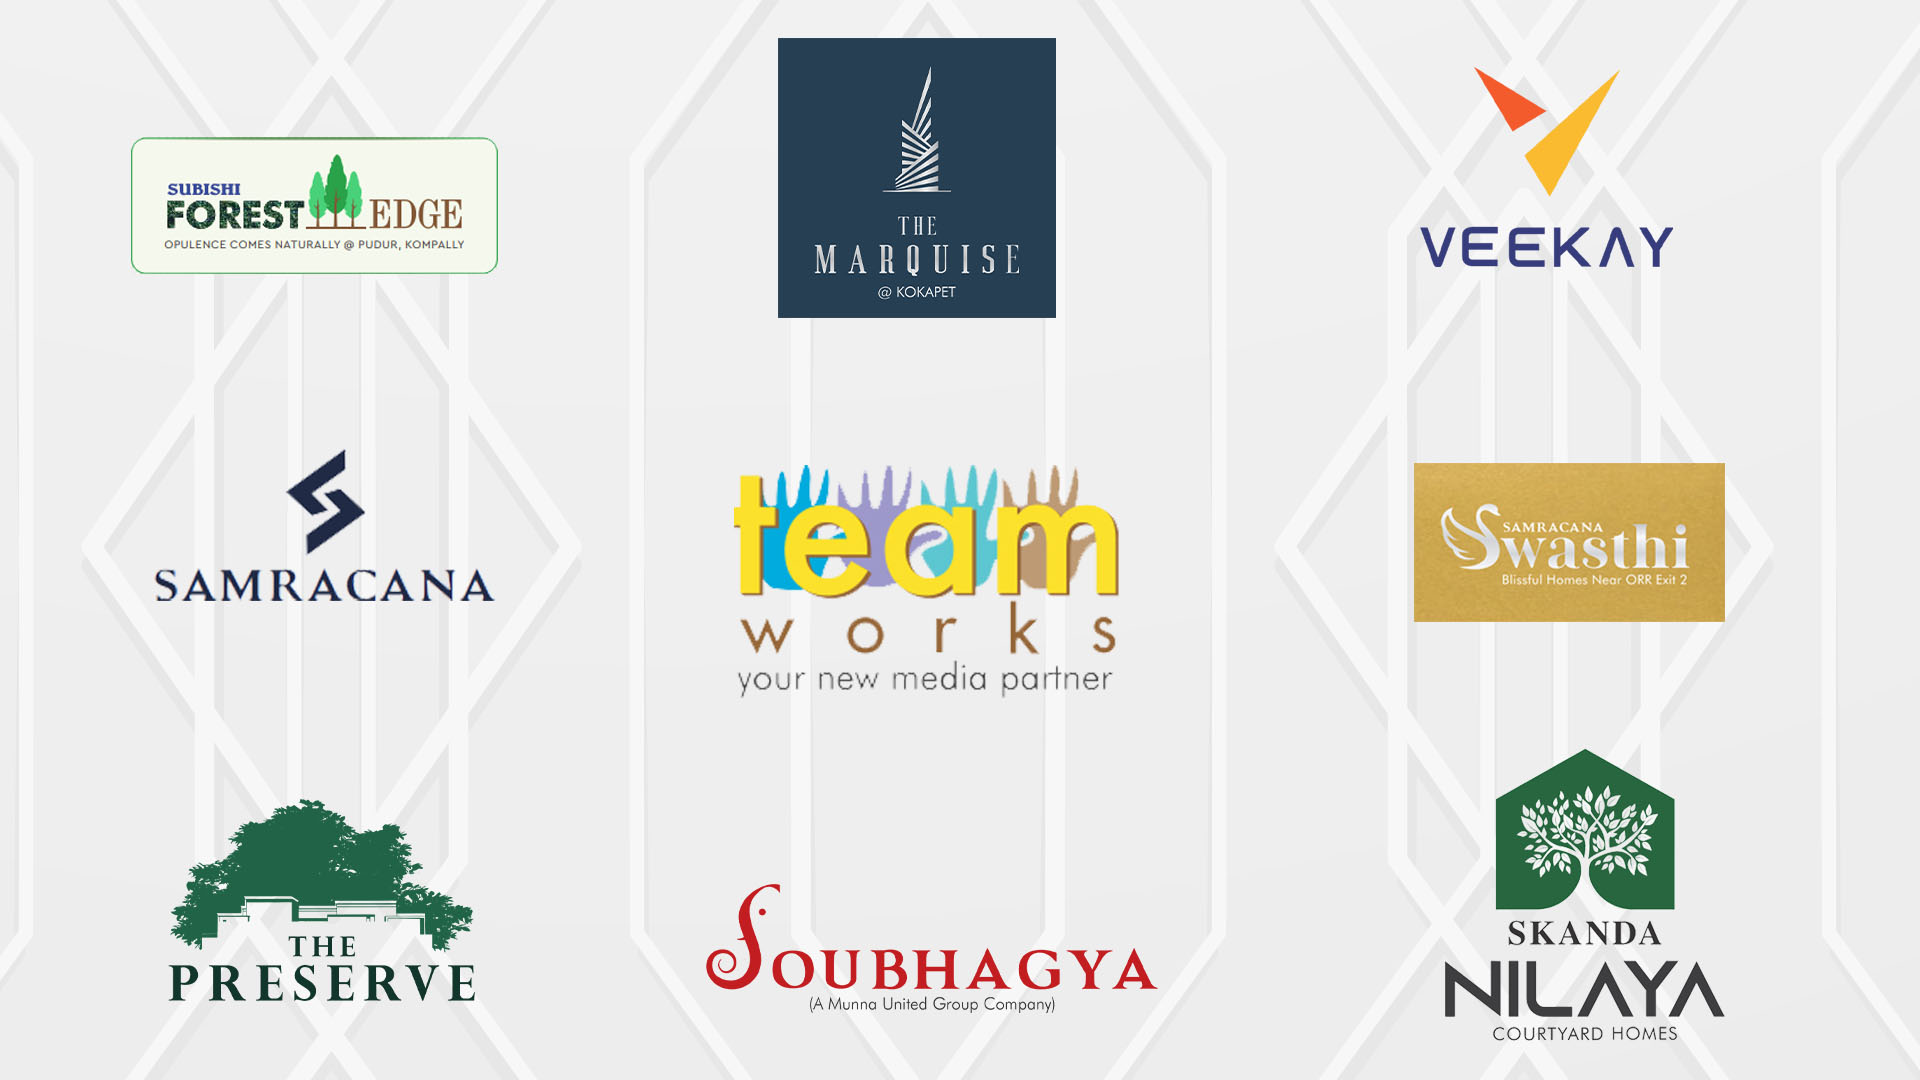 SUBISHI
FOREST EDGE
OPULENCE COMES NATURALLY @ PUDUR, KOMPALLY
THE
MARQUISE
@ KOKAPET
VEEKAY
SAMRACANA
team
works
your new media partner
SAMRACANA
Swasthi
Blissful Homes Near ORR Exit 2
THE
PRESERVE
SOUBHAGYA
(A Munna United Group Company)
SKANDA
NILAYA
COURTYARD HOMES